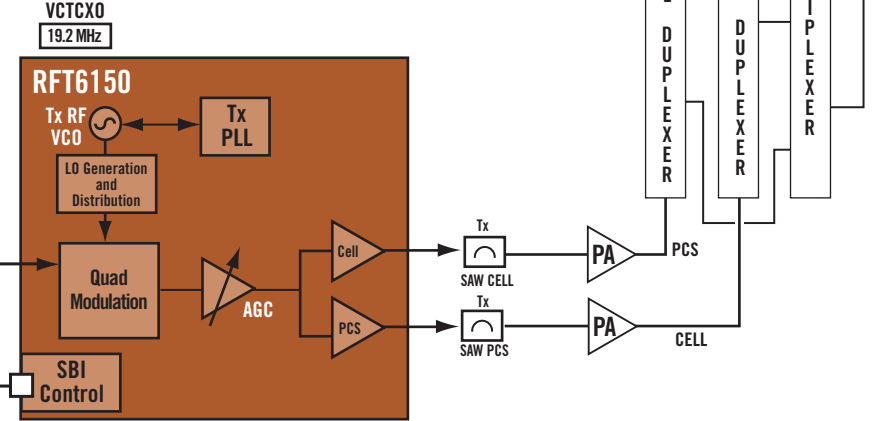 VCTCXO
19.2 MHz
RFT6150
Tx RF
VCO
Tx
PLL
LO Generation
and
Distribution
Quad
Modulation
AGC
Cell
PCS
SBI
Control
Tx
SAW CELL
Tx
SAW PCS
PA
PCS
PA
CELL
DUPLEXER
DUPLEXER
IPLEXER